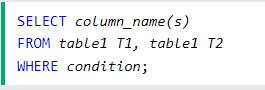 SELECT column_name(s)
FROM table1 T1, table1 T2
WHERE condition;